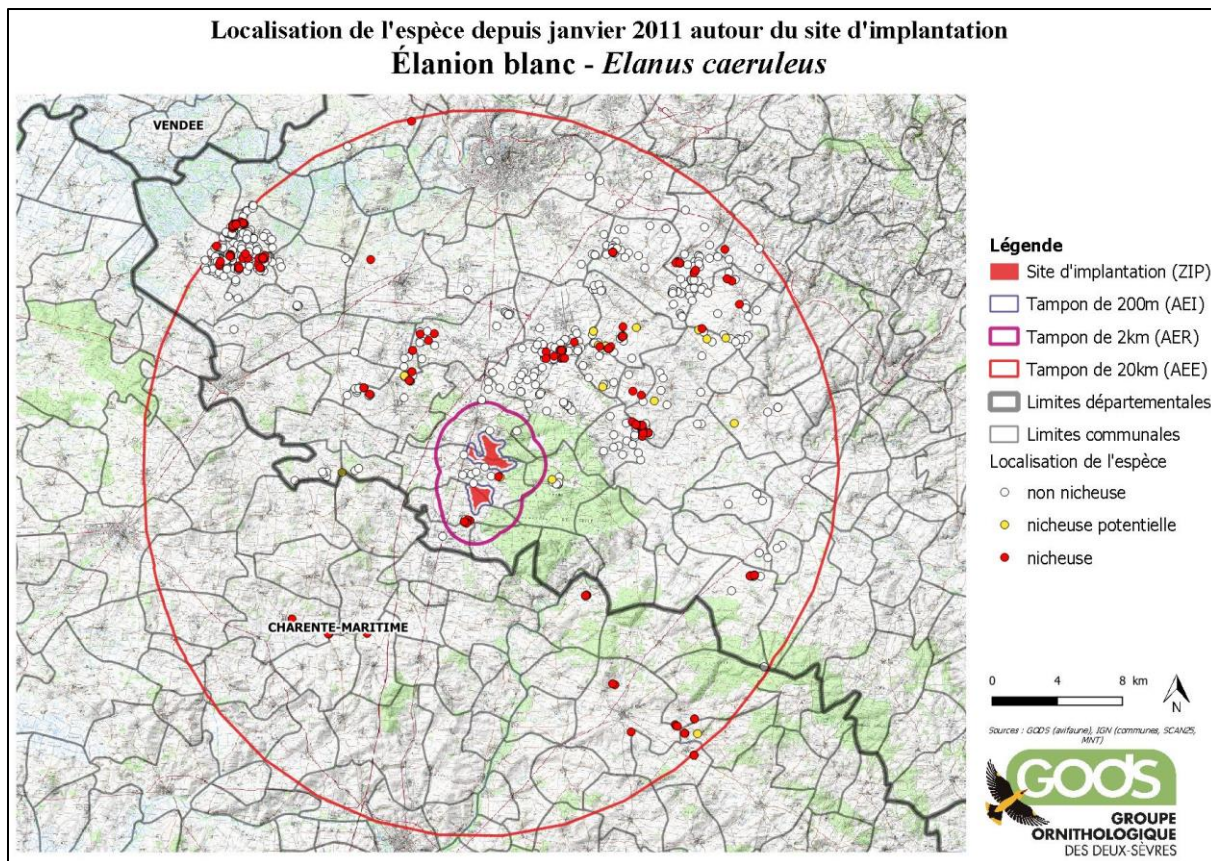 Localisation de l'espèce depuis janvier 2011 autour du site d'implantation
Élanion blanc - Elanus caeruleus
VENDEE
CHARENTE-MARITIME
Légende
Site d'implantation (ZIP)
Tampon de 200m (AEI)
Tampon de 2km (AER)
Tampon de 20km (AEE)
Limites départementales
Limites communales
Localisation de l'espèce
non nicheuse
nicheuse potentielle
nicheuse
0 4 8 km
N
Sources : GODS (avifaune), IGN (communes, SCAN25,
MNT)
GODS
GROUPE
ORNITHOLOGIQUE
DES DEUX-SÈVRES